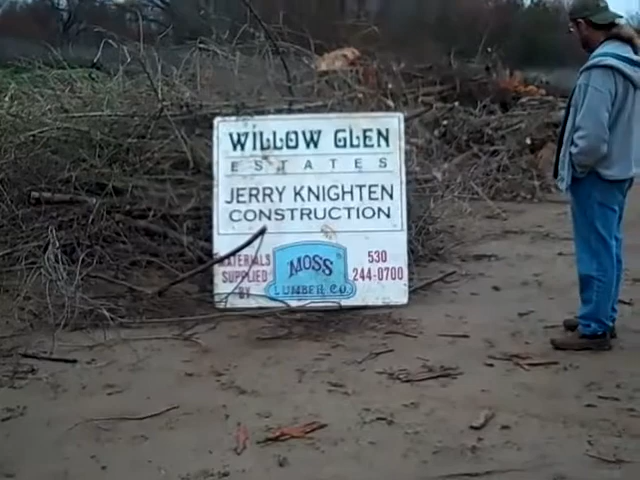 WILLOW GLEN
ESTATES
JERRY KNIGHTEN
CONSTRUCTION
MATERIALS
SUPPLIED
BY
MOSS
LUMBER CO.
530
244-0700